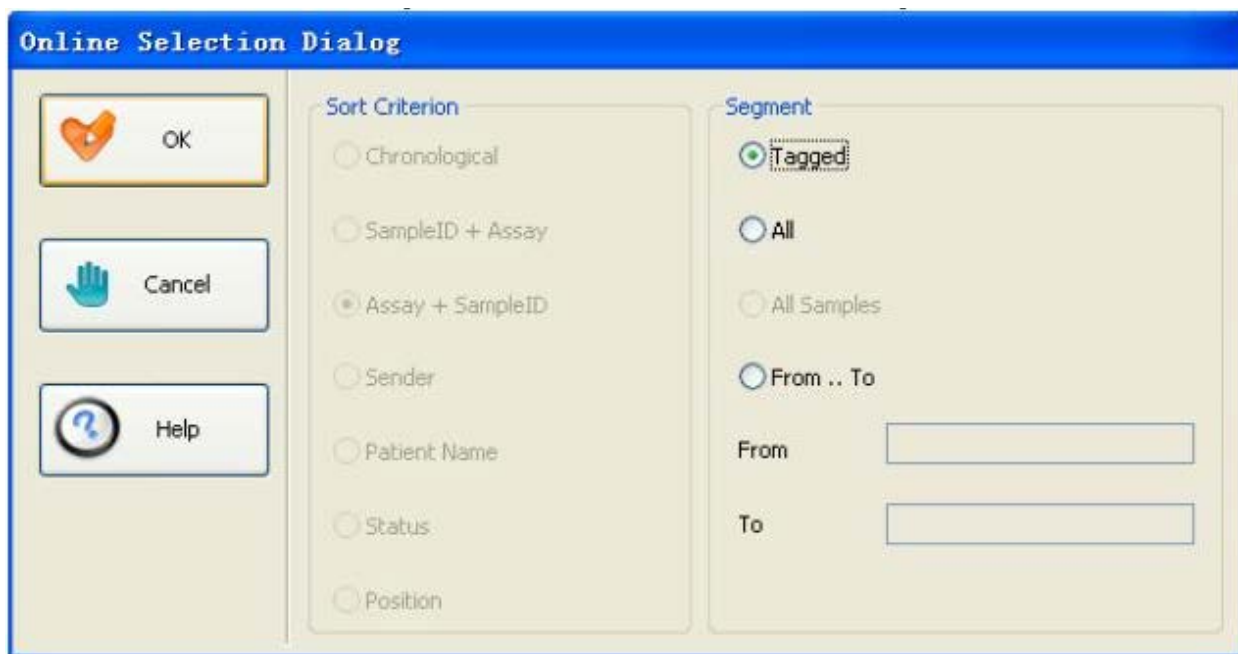 Online Selection Dialog
OK
Cancel
Help
Sort Criterion
Chronological
SampleID + Assay
Assay + SampleID
Sender
Patient Name
Status
Position
Segment
Tagged
All
All Samples
From .. To
From
To